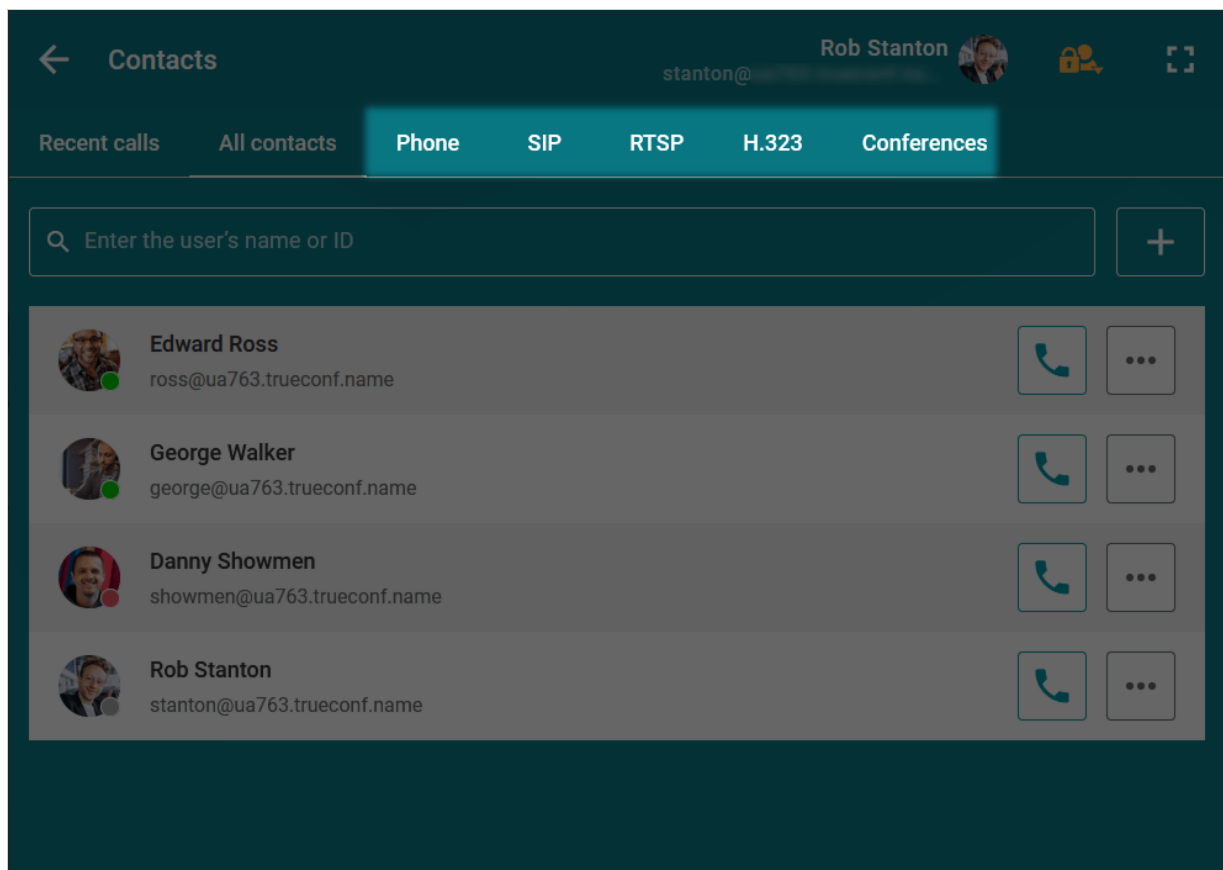 Contacts
Rob Stanton
stanton@
Recent calls All contacts Phone SIP RTSP H.323 Conferences
Enter the user's name or ID
Edward Ross
ross@ua763.trueconf.name
George Walker
george@ua763.trueconf.name
Danny Showmen
showmen@ua763.trueconf.name
Rob Stanton
stanton@ua763.trueconf.name